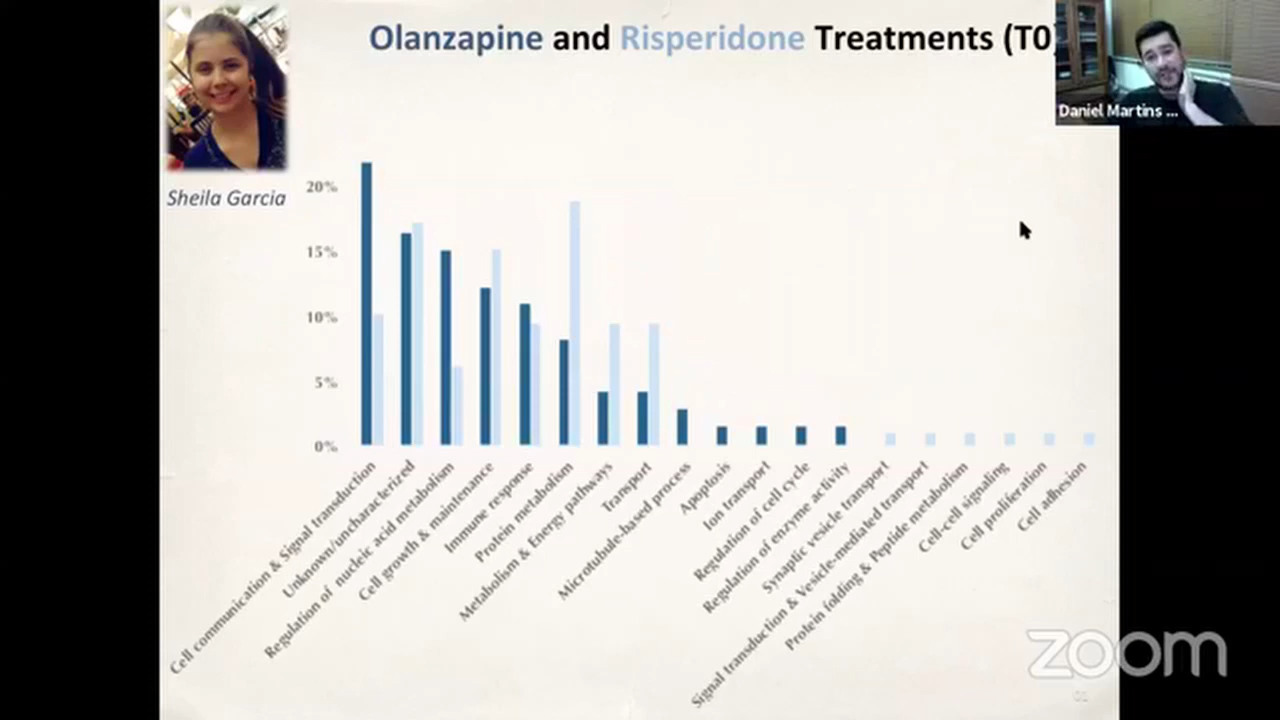 Olanzapine and Risperidone Treatments (T0)
Daniel Martins ...
Sheila Garcia
20%
15%
10%
5%
0%
Cell communication & Signal transduction
Unknown/uncharacterized
Regulation of nucleic acid metabolism
Cell growth & maintenance
Immune response
Protein metabolism
Metabolism & Energy pathways
Transport
Microtubule-based process
Apoptosis
Ion transport
Regulation of cell cycle
Regulation of enzyme activity
Synaptic vesicle transport
Signal transduction & Vesicle-mediated transport
Protein folding & Peptide metabolism
Cell-cell signaling
Cell proliferation
Cell adhesion
zoom